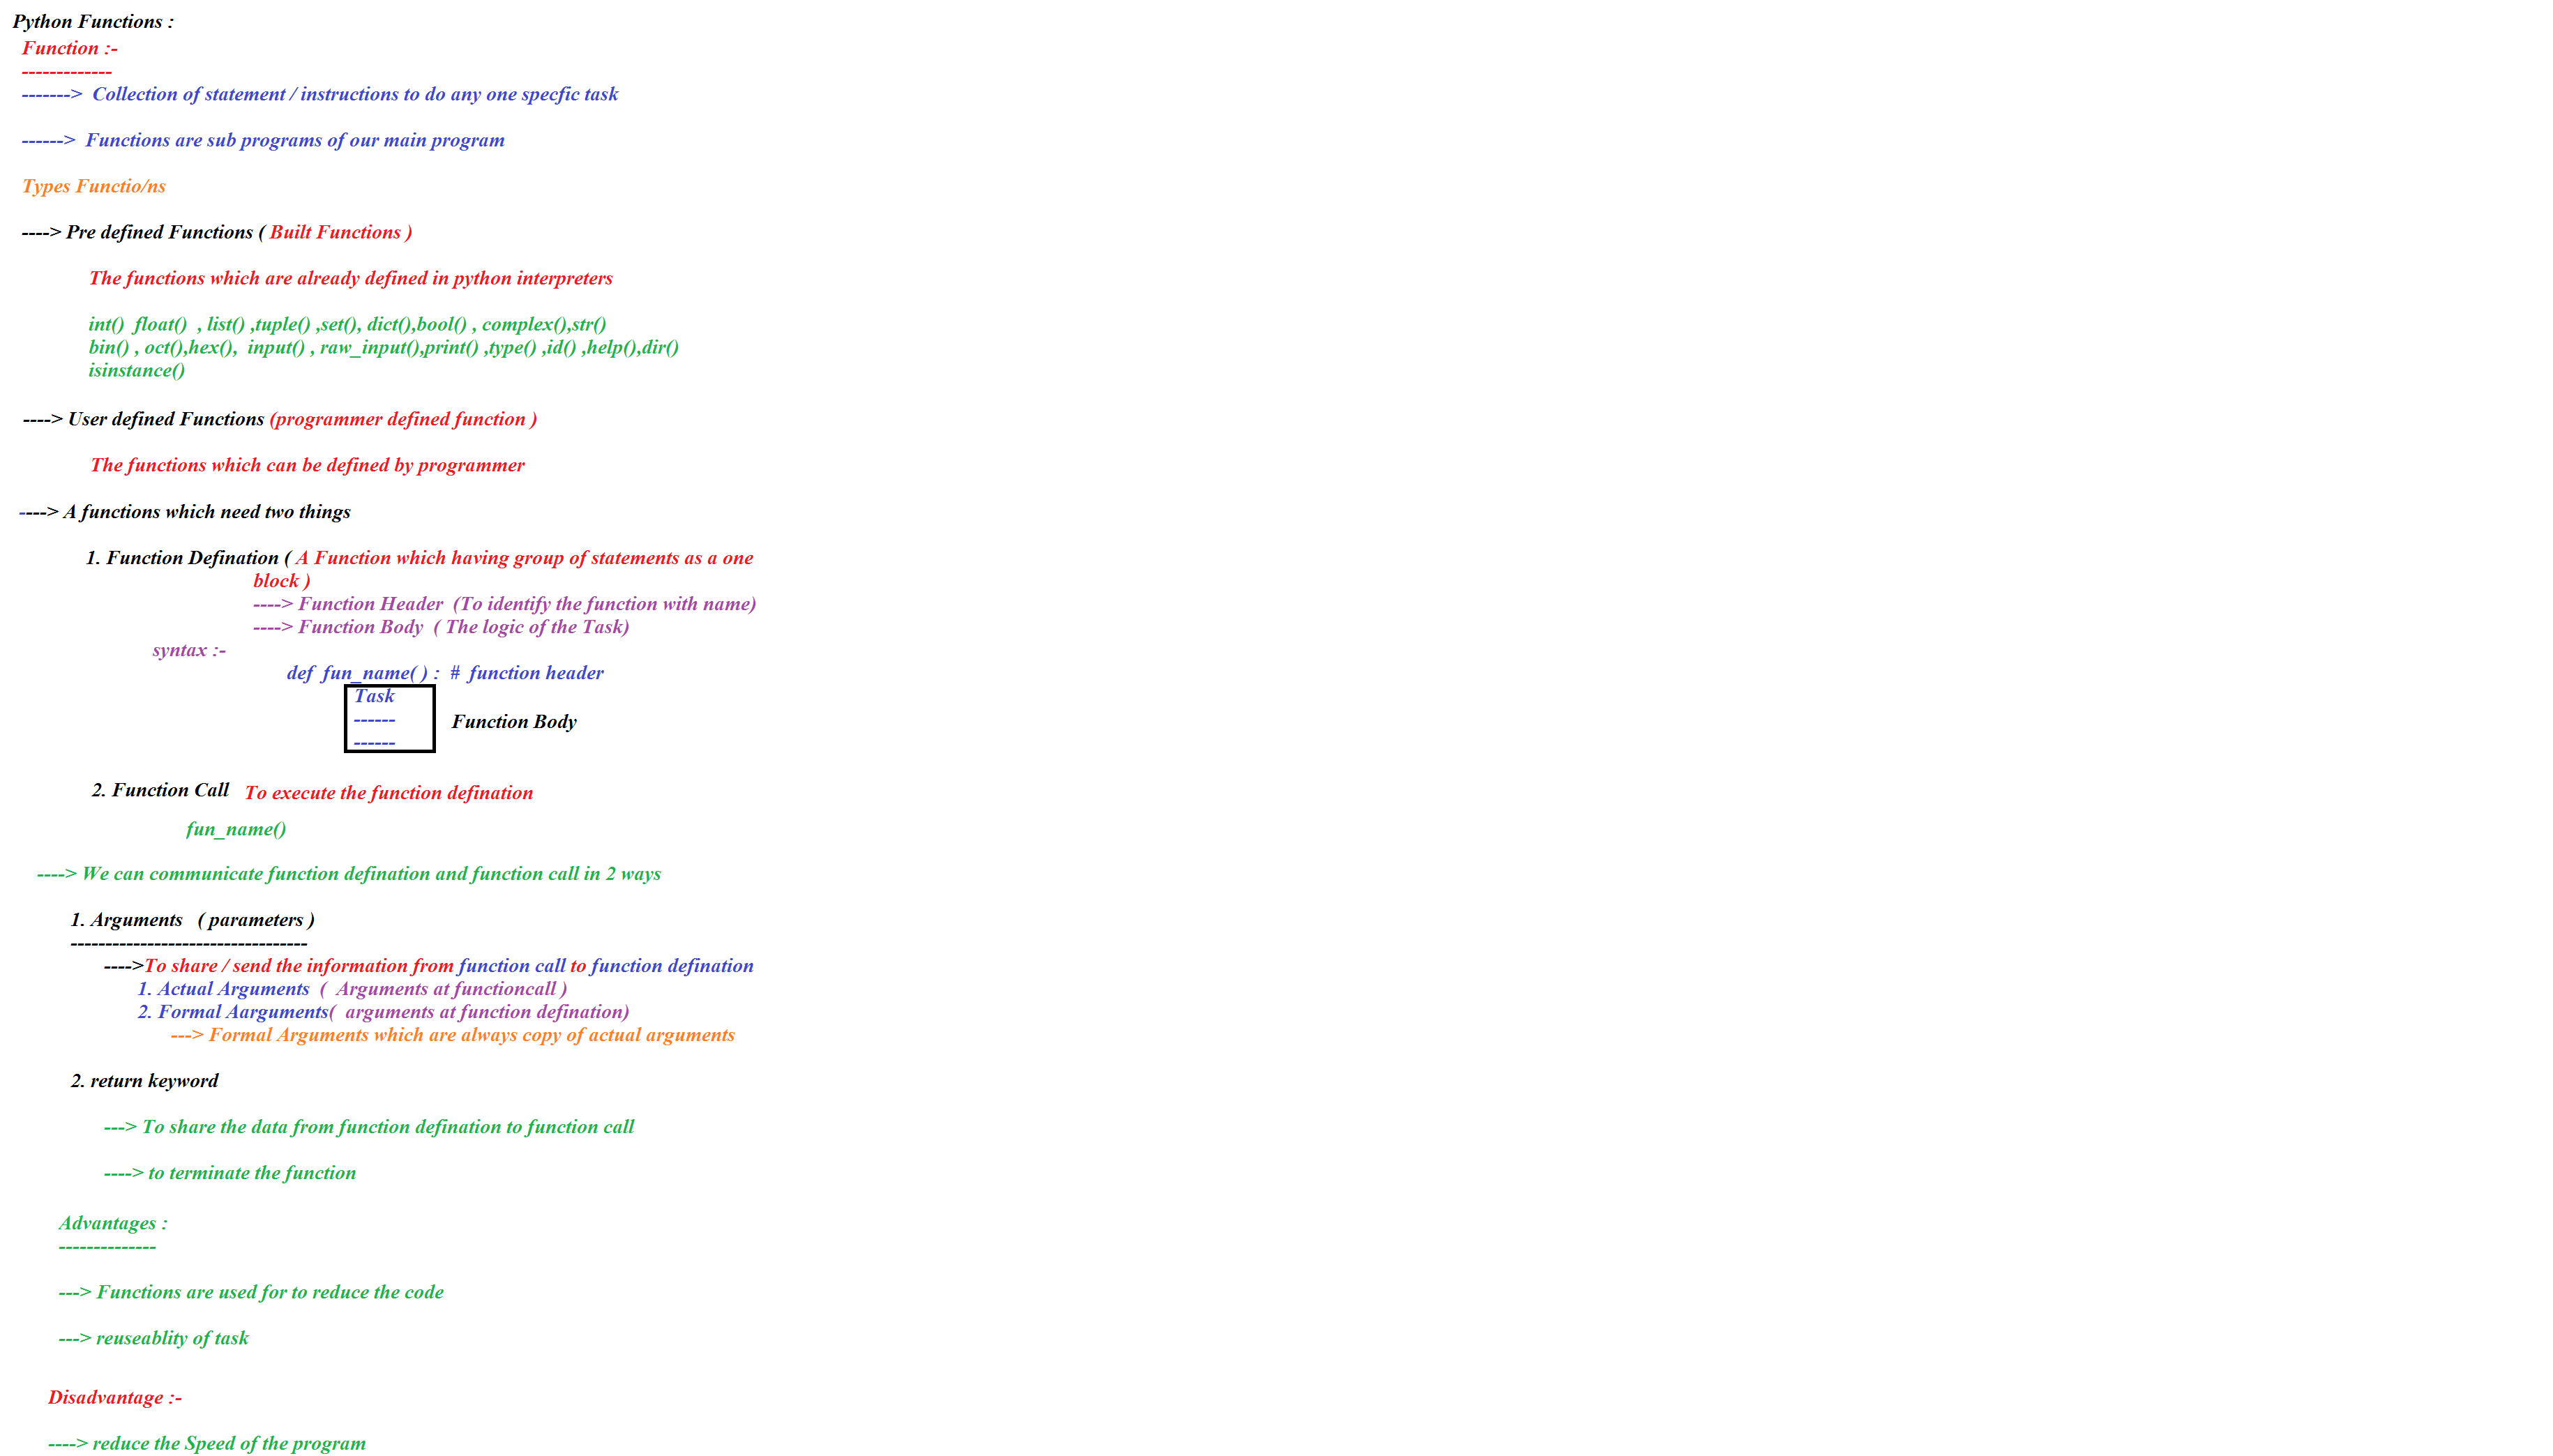 Python Functions :
Function :-
-------------
-------> Collection of statement / instructions to do any one specfic task
------> Functions are sub programs of our main program
Types Functio/ns
----> Pre defined Functions ( Built Functions )
The functions which are already defined in python interpreters
int() float() , list() ,tuple() ,set(), dict(),bool() , complex(),str()
bin() , oct(),hex(), input() , raw_input(),print() ,type() ,id() ,help(),dir()
isinstance()
----> User defined Functions (programmer defined function )
The functions which can be defined by programmer
----> A functions which need two things
1. Function Defination ( A Function which having group of statements as a one
block )
----> Function Header (To identify the function with name)
----> Function Body ( The logic of the Task)
syntax :-
def fun_name( ) : # function header
Task
------
Function Body
------
2. Function Call To execute the function defination
fun_name()
----> We can communicate function defination and function call in 2 ways
1. Arguments ( parameters )
----------------------------------
---->To share / send the information from function call to function defination
1. Actual Arguments ( Arguments at functioncall )
2. Formal Aarguments( arguments at function defination)
---> Formal Arguments which are always copy of actual arguments
2. return keyword
---> To share the data from function defination to function call
----> to terminate the function
Advantages :
--------------
---> Functions are used for to reduce the code
---> reuseablity of task
Disadvantage :-
----> reduce the Speed of the program